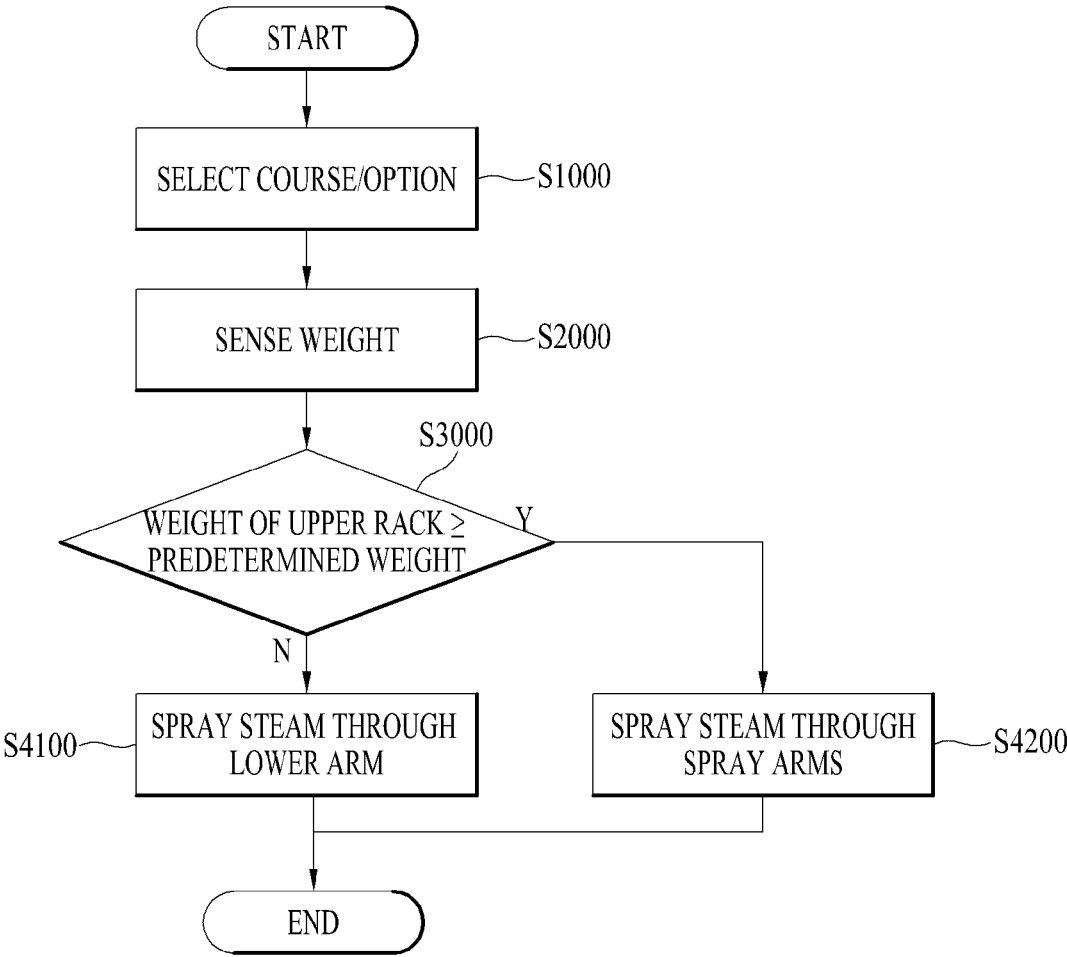 START
SELECT COURSE/OPTION
S1000
SENSE WEIGHT
S2000
S3000
WEIGHT OF UPPER RACK ≥
PREDETERMINED WEIGHT
Y
N
SPRAY STEAM THROUGH
LOWER ARM
S4100
SPRAY STEAM THROUGH
SPRAY ARMS
S4200
END